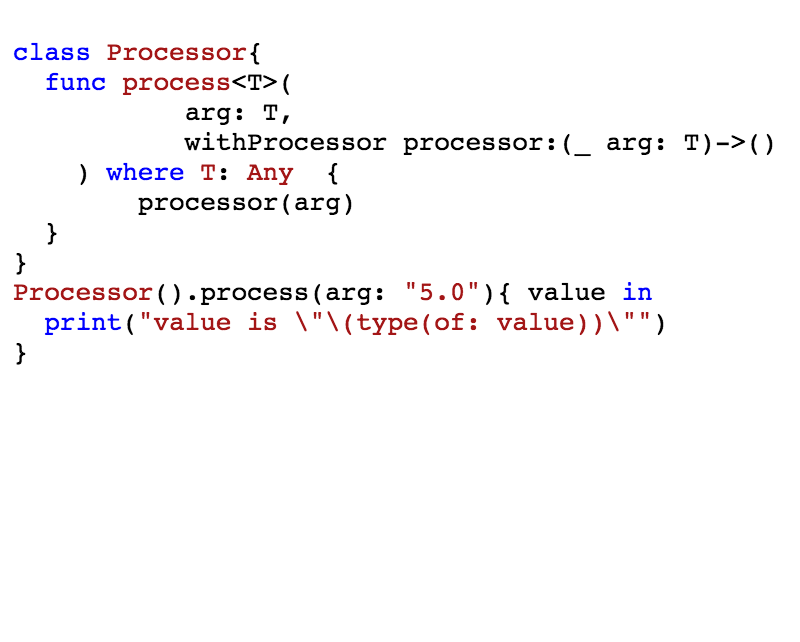 class Processor{
  func process<T>(
           arg: T,
           withProcessor processor:(_ arg: T)->()
    ) where T: Any  {
        processor(arg)
  }
}
Processor().process(arg: "5.0"){ value in
  print("value is \"\(type(of: value))\"")
}